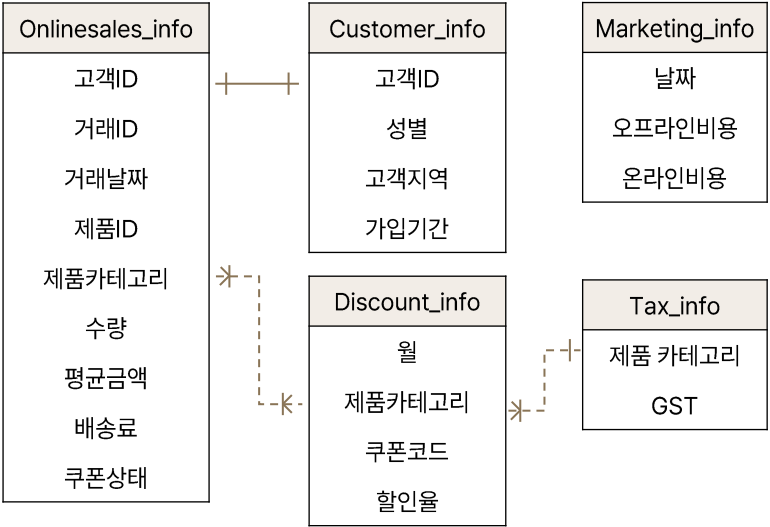 Onlinesales_info
고객ID
거래ID
거래날짜
제품ID
제품카테고리
수량
평균금액
배송료
쿠폰상태
Customer_info
고객ID
성별
고객지역
가입기간
Discount_info
월
제품카테고리
쿠폰코드
할인율
Marketing_info
날짜
오프라인비용
온라인비용
Tax_info
제품 카테고리
GST